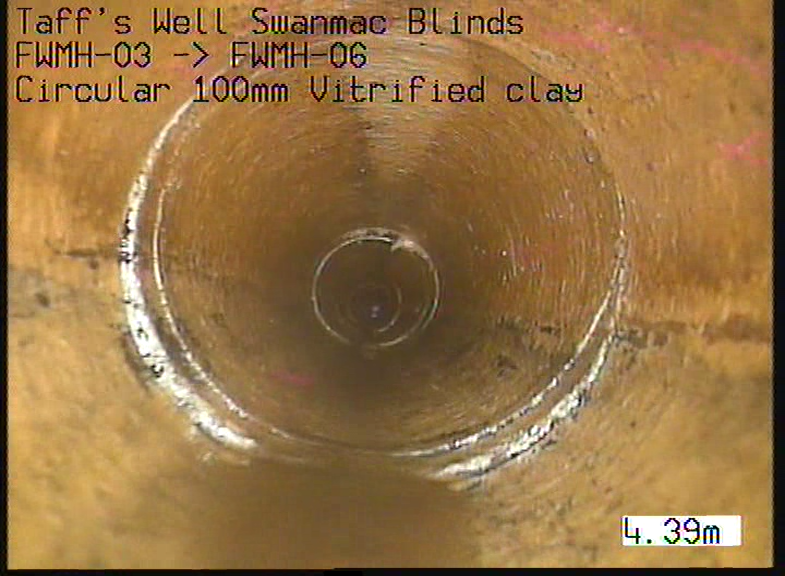 Taff's Well Swanmac Blinds
FWMH-03 -> FWMH-06
Circular 100mm Vitrified clay
4.39m